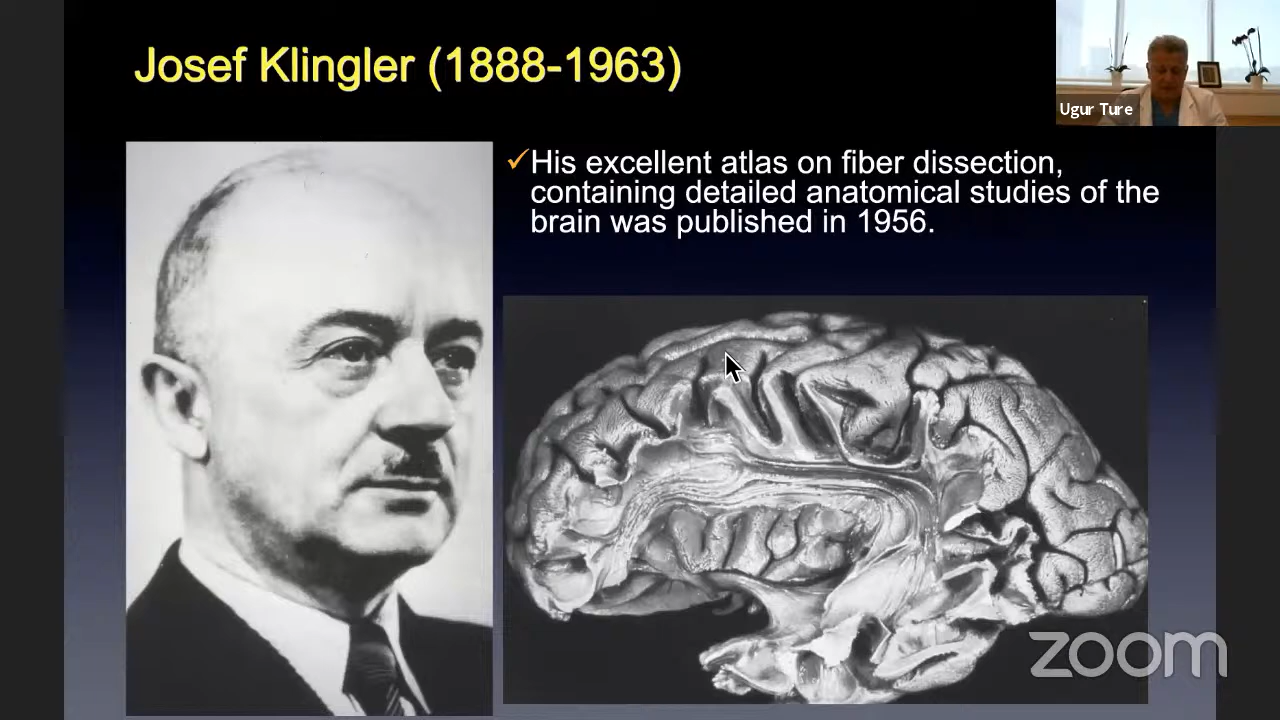 Josef Klingler (1888-1963)
Ugur Ture
✓His excellent atlas on fiber dissection,
containing detailed anatomical studies of the
brain was published in 1956.
zoom